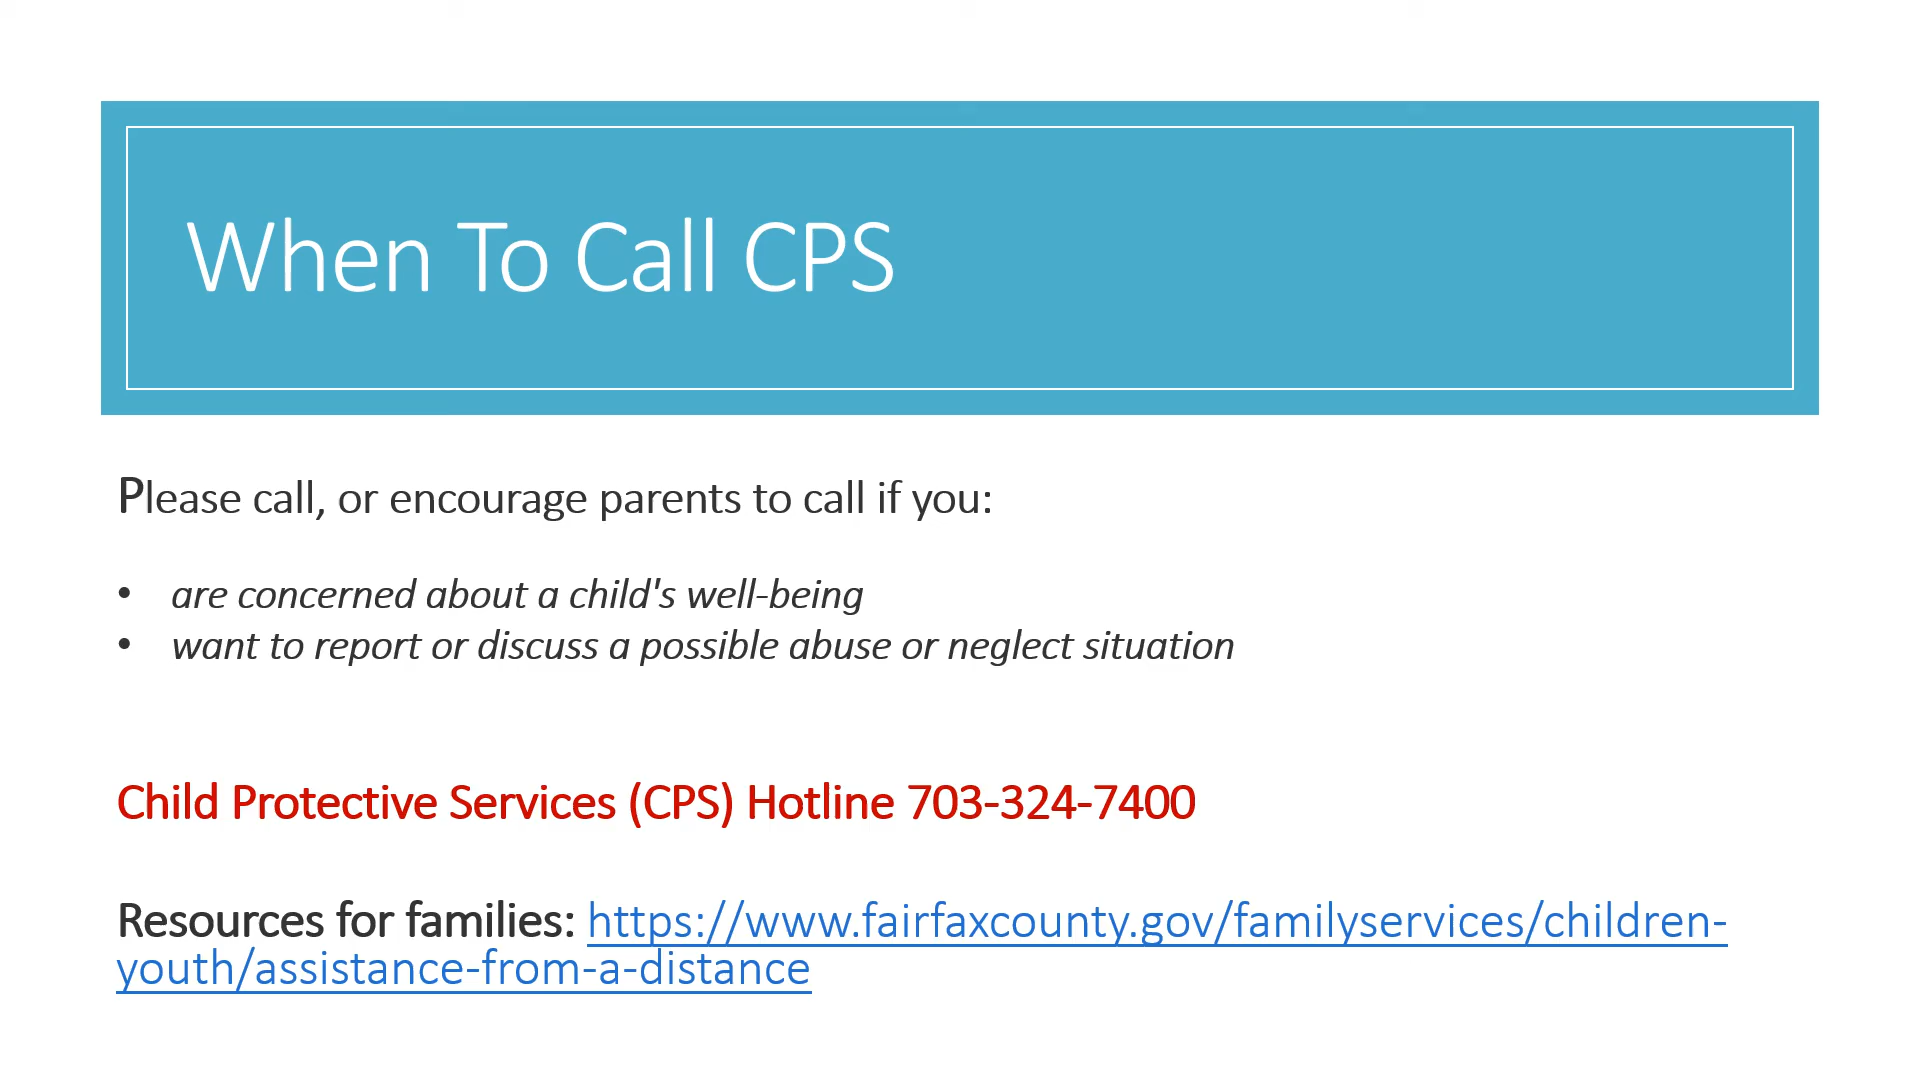 When To Call CPS
Please call, or encourage parents to call if you:
• are concerned about a child's well-being
• want to report or discuss a possible abuse or neglect situation
Child Protective Services (CPS) Hotline 703-324-7400
Resources for families: https://www.fairfaxcounty.gov/familyservices/children-
youth/assistance-from-a-distance